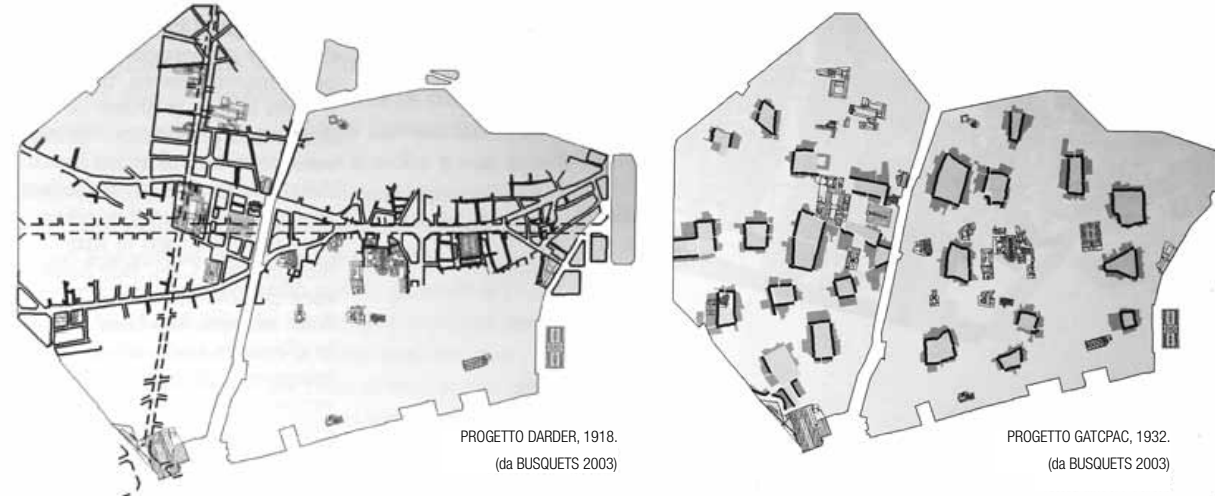 PROGETTO DARDER, 1918.
(da BUSQUETS 2003)
PROGETTO GATCPAC, 1932.
(da BUSQUETS 2003)